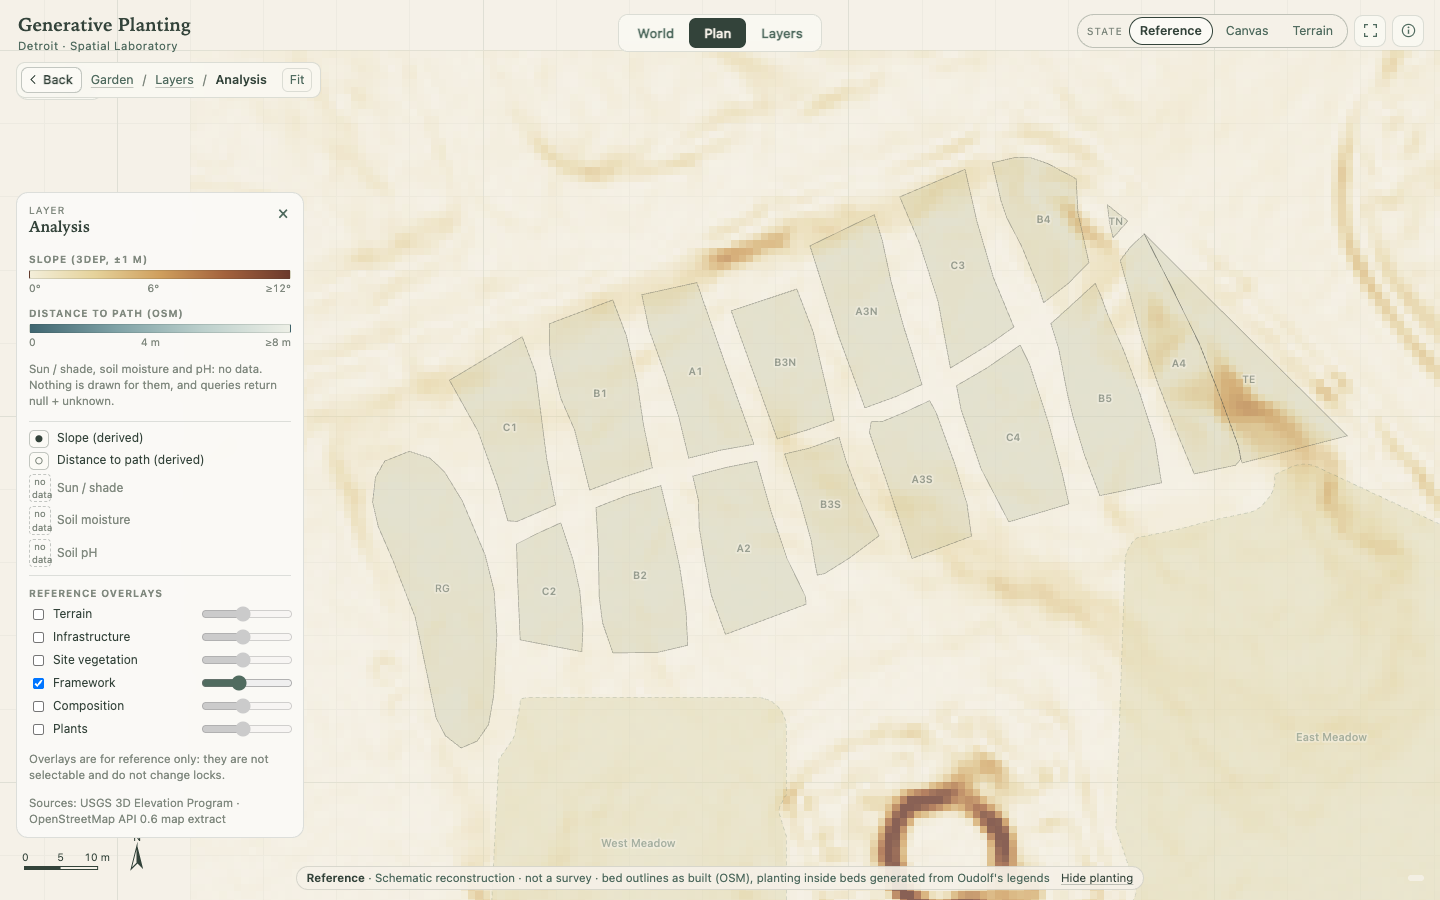 Generative Planting
Detroit · Spatial Laboratory
World
Plan
Layers
STATE
Reference
Canvas
Terrain
Back
Garden / Layers / Analysis
Fit
LAYER
Analysis
SLOPE (3DEP, ±1 M)
0°
6°
≥12°
DISTANCE TO PATH (OSM)
0
4 m
≥8 m
Sun / shade, soil moisture and pH: no data.
Nothing is drawn for them, and queries return
null + unknown.
Slope (derived)
Distance to path (derived)
no data
Sun / shade
no data
Soil moisture
no data
Soil pH
REFERENCE OVERLAYS
Terrain
Infrastructure
Site vegetation
Framework
Composition
Plants
Overlays are for reference only: they are not
selectable and do not change locks.
Sources: USGS 3D Elevation Program ·
OpenStreetMap API 0.6 map extract
N
0
5
10 m
B4
TN
C3
A3N
B3N
A1
B1
C1
A4
TE
B5
C4
A3S
B3S
A2
B2
C2
RG
East Meadow
West Meadow
Reference · Schematic reconstruction · not a survey · bed outlines as built (OSM), planting inside beds generated from Oudolf's legends
Hide planting